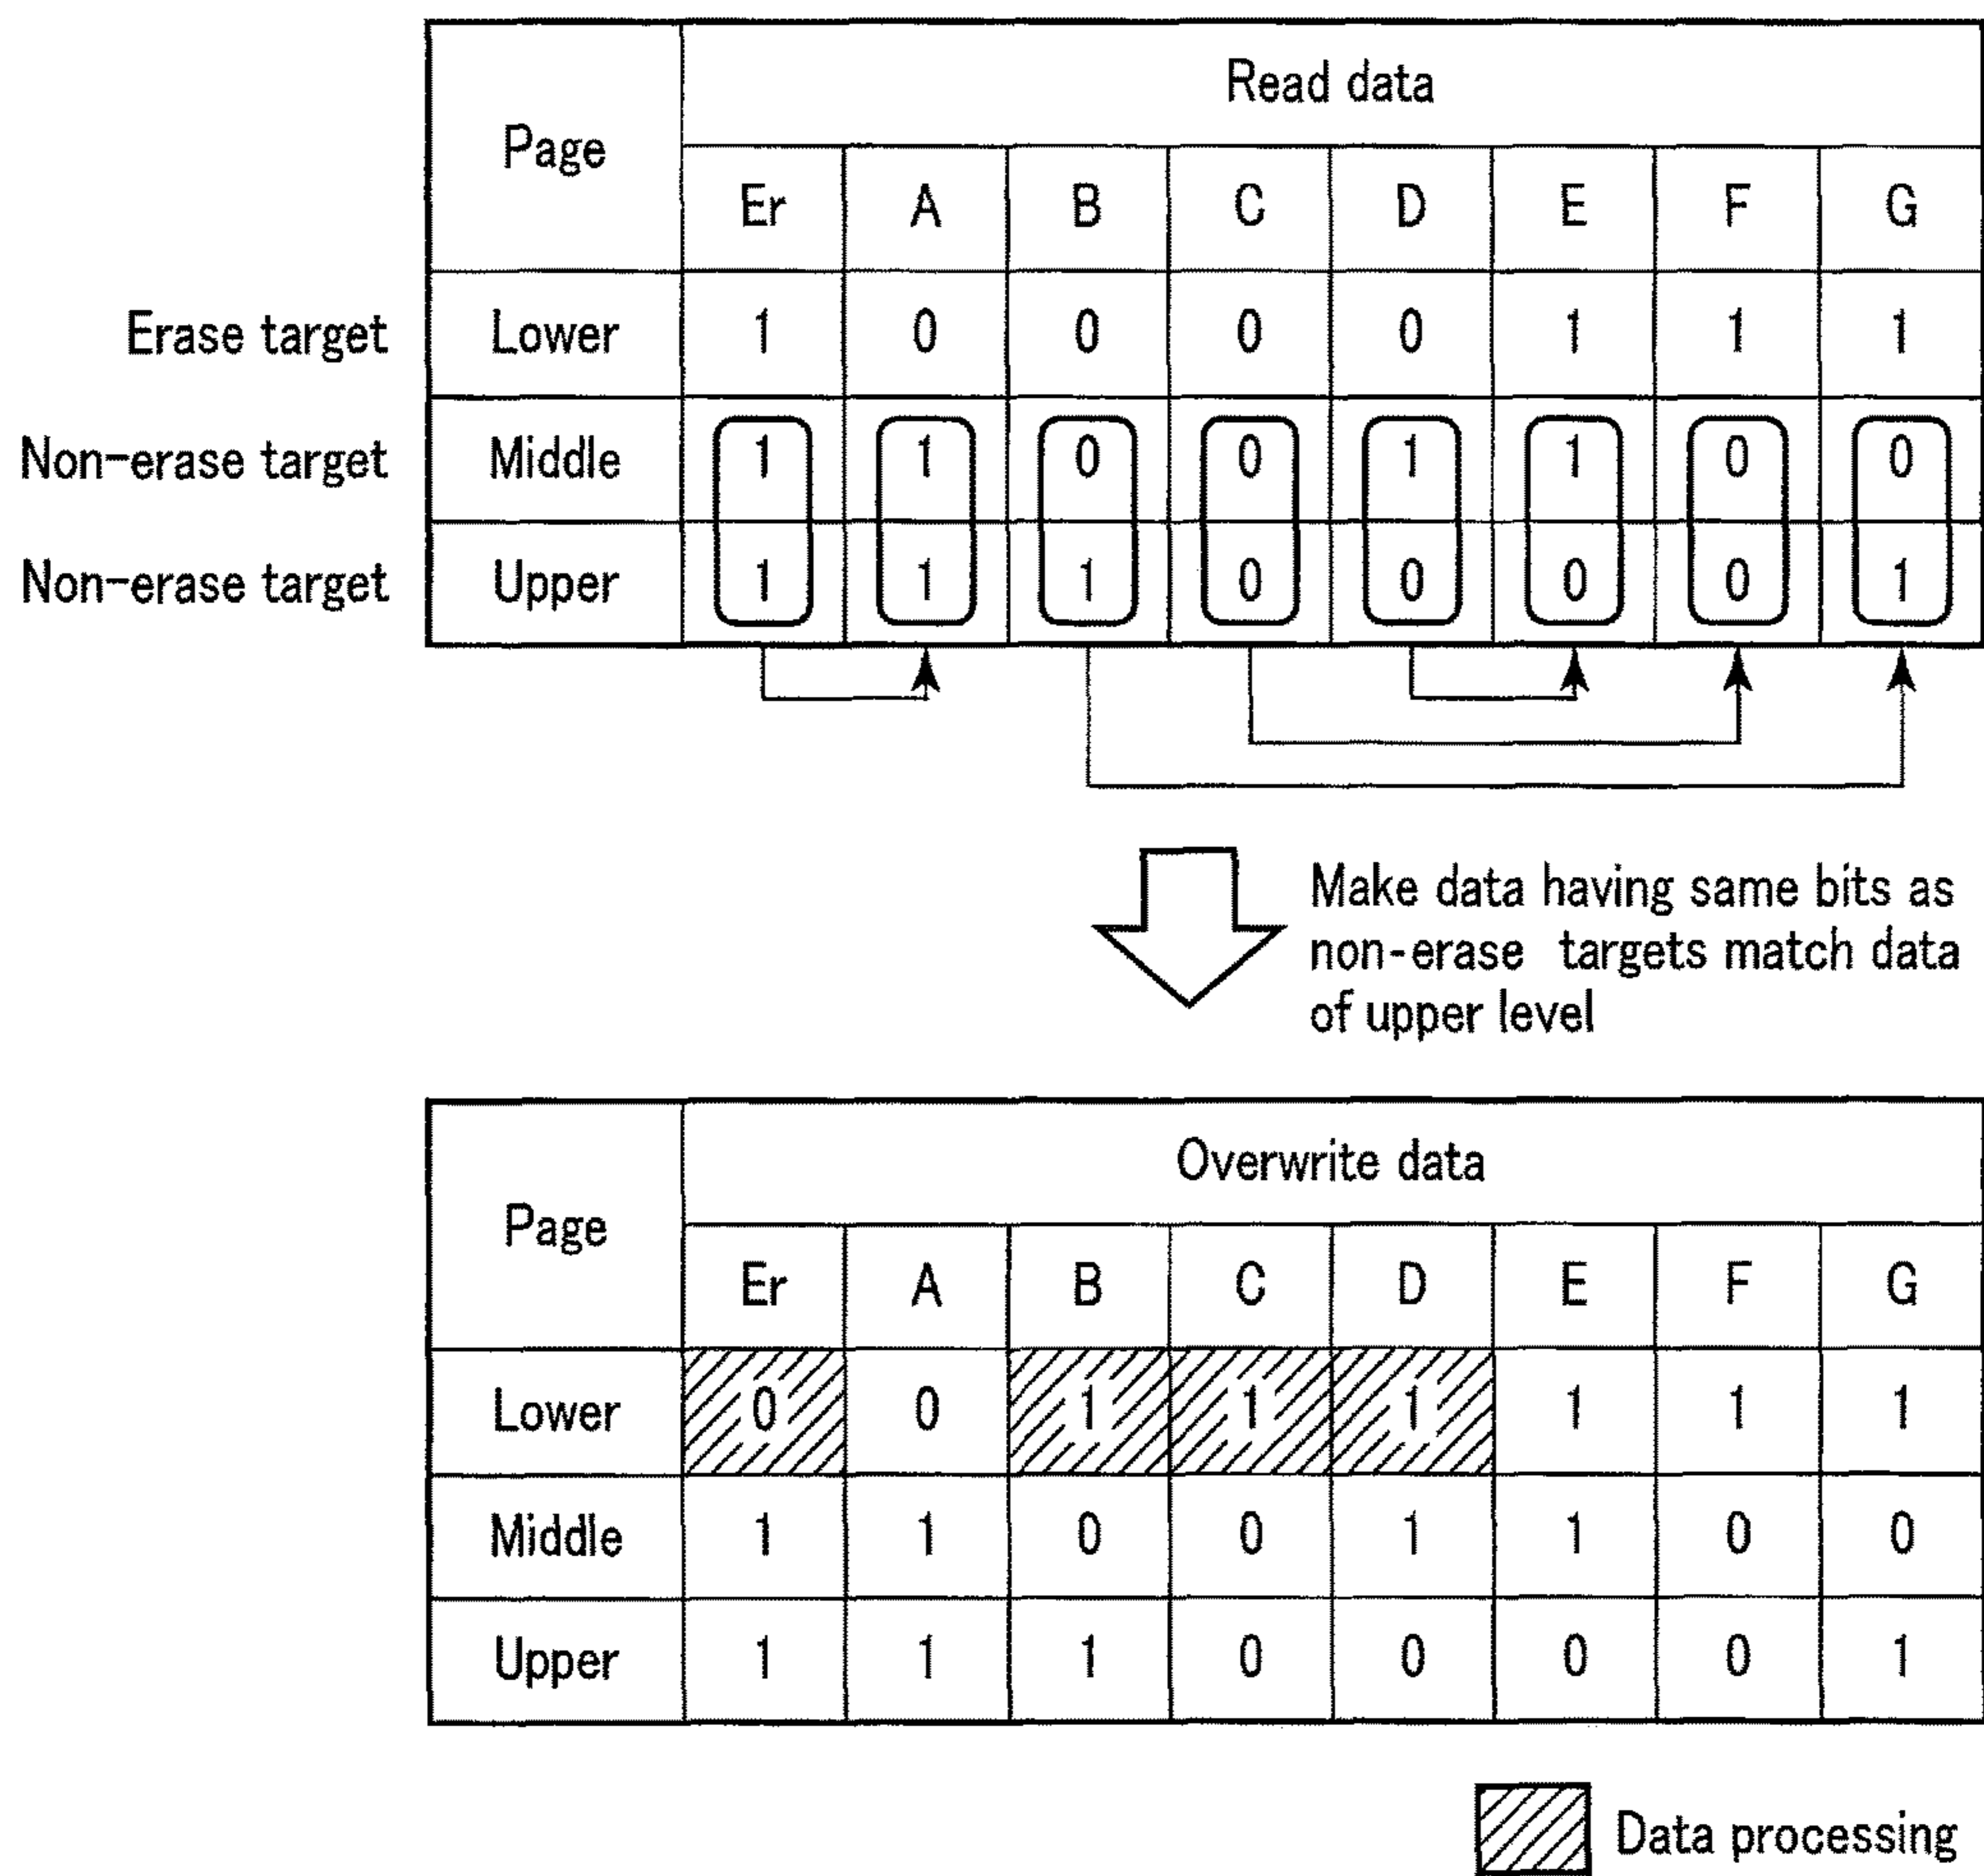 Page Read data
Er A B C D E F G
Erase target Lower 1 0 0 0 0 1 1 1
Non-erase target Middle 1 1 0 0 1 1 0 0
Non-erase target Upper 1 1 1 0 0 0 0 1
Make data having same bits as
non-erase targets match data
of upper level
Page Overwrite data
Er A B C D E F G
Lower 0 0 1 1 1 1 1 1
Middle 1 1 0 0 1 1 0 0
Upper 1 1 1 0 0 0 0 1
Data processing